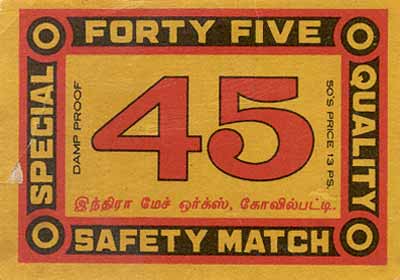 FORTY FIVE
SPECIAL
DAMP PROOF
45
50'S PRICE 13 PS.
QUALITY
இந்திரா மேச் ஒர்க்ஸ், கோவில்பட்டி.
SAFETY MATCH